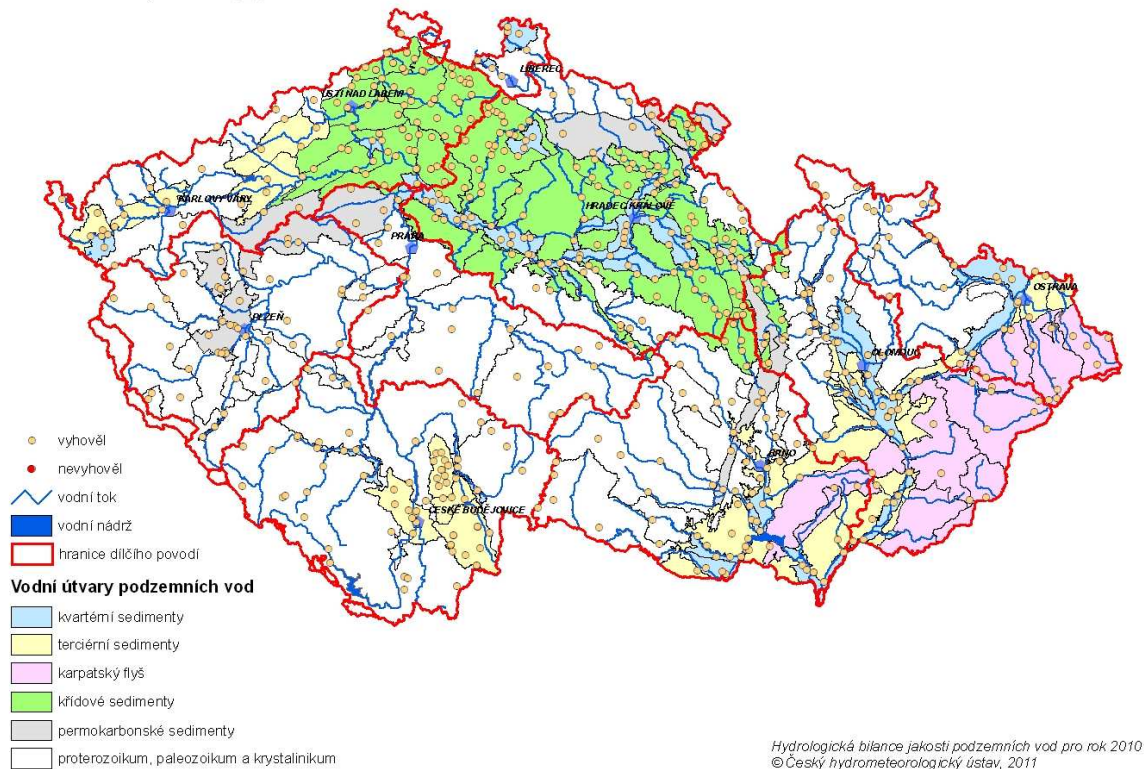 LIBEREC
ÚSTÍ NAD LABEM
KARLOVY VARY
HRADEC KRÁLOVÉ
PRAHA
OSTRAVA
PLZEŇ
OLOMOUC
BRNO
ČESKÉ BUDĚJOVICE
vyhověl
nevyhověl
vodní tok
vodní nádrž
hranice dílčího povodí
Vodní útvary podzemních vod
kvartérní sedimenty
terciérní sedimenty
karpatský flyš
křídové sedimenty
permokarbonské sedimenty
proterozoikum, paleozoikum a krystalinikum
Hydrologická bilance jakosti podzemních vod pro rok 2010
© Český hydrometeorologický ústav, 2011